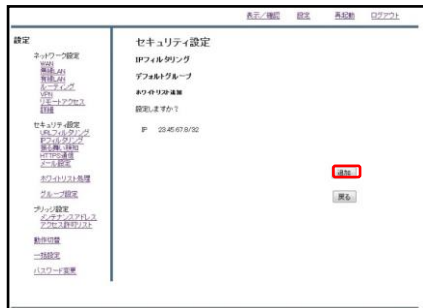 表示/確認 設定 再起動 ログアウト
設定
ネットワーク設定
WAN
無線LAN
有線LAN
ルーティング
VPN
リモートアクセス
詳細
セキュリティ設定
URLフィルタリング
IPフィルタリング
振る舞い検知
HTTPS通信
メール設定
ホワイトリスト処理
グループ設定
ブリッジ設定
メンテナンスアドレス
アクセス許可リスト
動作切替
一括設定
パスワード変更
セキュリティ設定
IPフィルタリング
デフォルトグループ
ホワイトリスト追加
設定しますか?
IP 23.45.67.8/32
追加
戻る